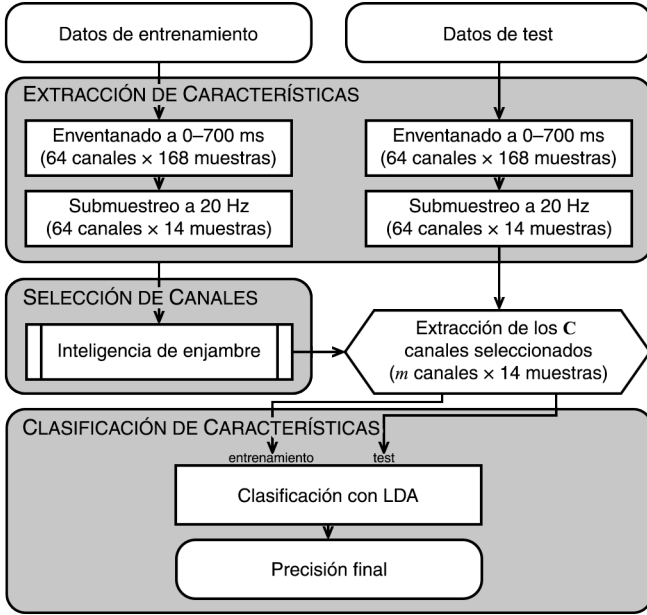 Datos de entrenamiento
Datos de test
EXTRACCIÓN DE CARACTERÍSTICAS
Enventanado a 0–700 ms
(64 canales × 168 muestras)
Enventanado a 0–700 ms
(64 canales × 168 muestras)
Submuestreo a 20 Hz
(64 canales × 14 muestras)
Submuestreo a 20 Hz
(64 canales × 14 muestras)
SELECCIÓN DE CANALES
Inteligencia de enjambre
Extracción de los C
canales seleccionados
(m canales × 14 muestras)
CLASIFICACIÓN DE CARACTERÍSTICAS
entrenamiento
test
Clasificación con LDA
Precisión final